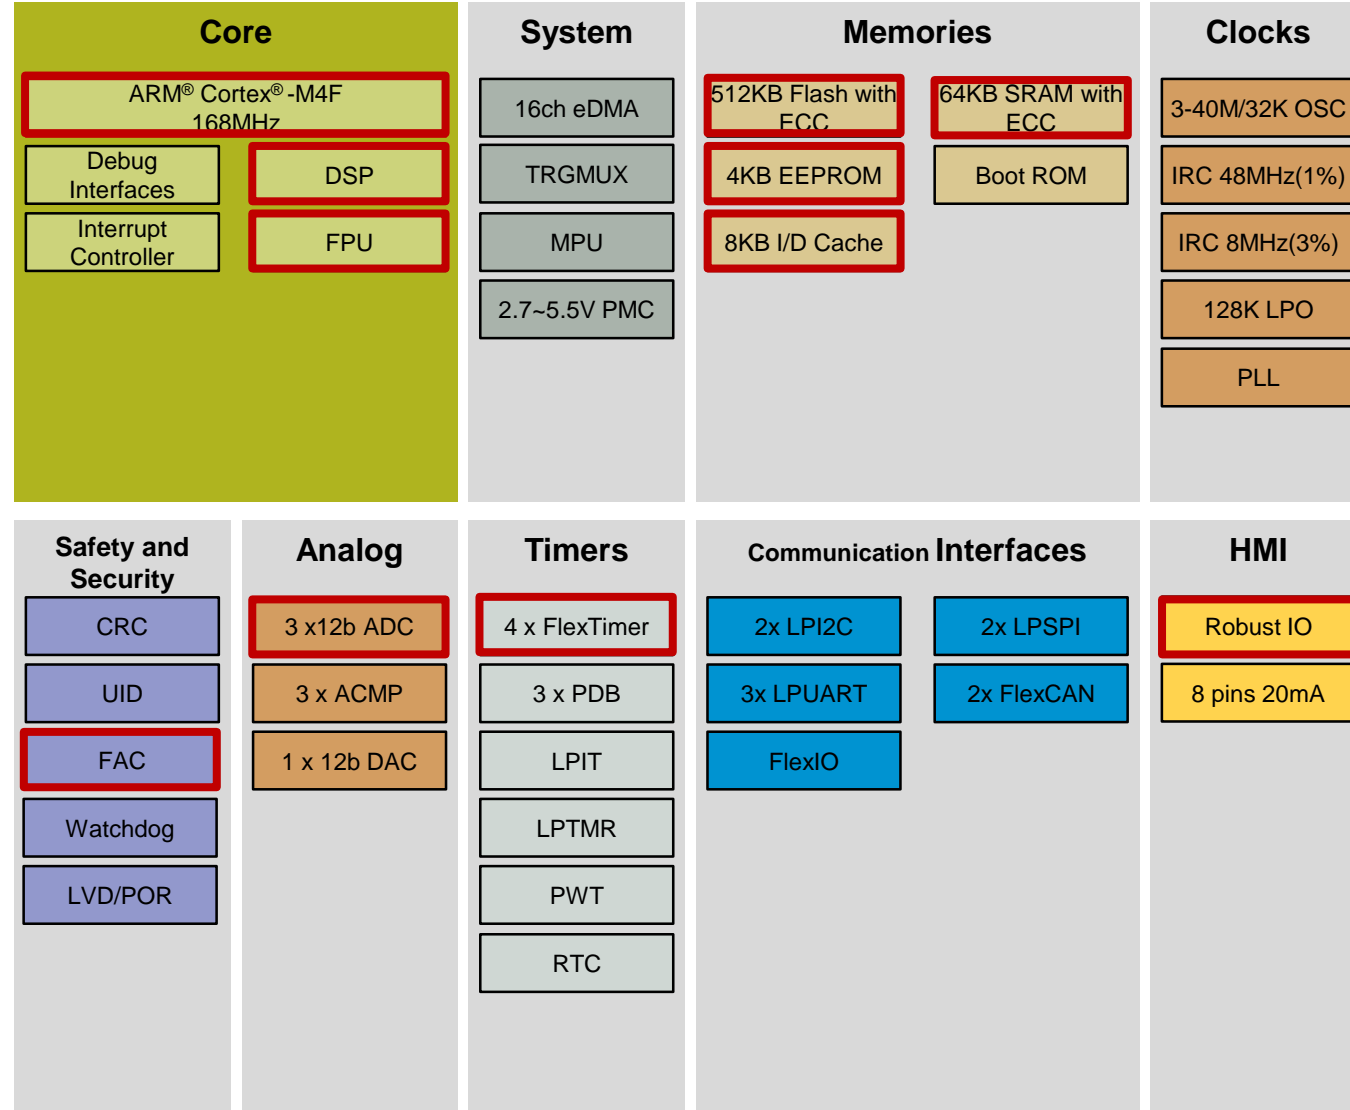 Core
ARM® Cortex® -M4F
168MHz
Debug
Interfaces
DSP
Interrupt
Controller
FPU
System
16ch eDMA
TRGMUX
MPU
2.7~5.5V PMC
Memories
512KB Flash with
ECC
64KB SRAM with
ECC
4KB EEPROM
Boot ROM
8KB I/D Cache
Clocks
3-40M/32K OSC
IRC 48MHz(1%)
IRC 8MHz(3%)
128K LPO
PLL
Safety and
Security
CRC
UID
FAC
Watchdog
LVD/POR
Analog
3 x12b ADC
3 x ACMP
1 x 12b DAC
Timers
4 x FlexTimer
3 x PDB
LPIT
LPTMR
PWT
RTC
Communication Interfaces
2x LPI2C
2x LPSPI
3x LPUART
2x FlexCAN
FlexIO
HMI
Robust IO
8 pins 20mA